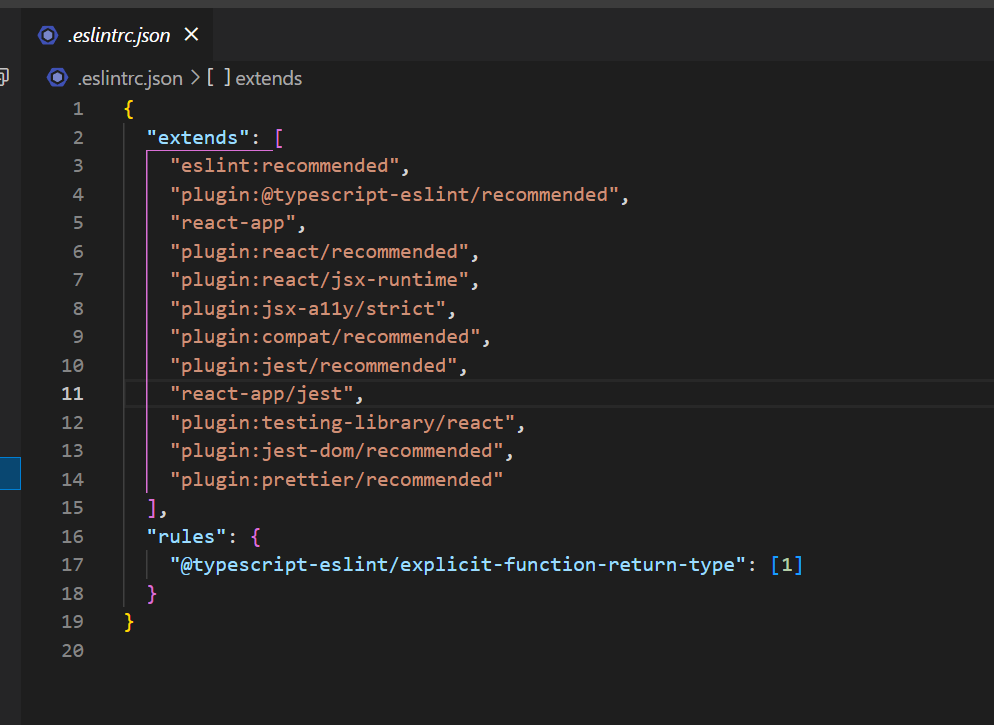 .eslintrc.json
.eslintrc.json > [ ] extends
1 {
2 "extends": [
3 "eslint:recommended",
4 "plugin:@typescript-eslint/recommended",
5 "react-app",
6 "plugin:react/recommended",
7 "plugin:react/jsx-runtime",
8 "plugin:jsx-a11y/strict",
9 "plugin:compat/recommended",
10 "plugin:jest/recommended",
11 "react-app/jest",
12 "plugin:testing-library/react",
13 "plugin:jest-dom/recommended",
14 "plugin:prettier/recommended"
15 ],
16 "rules": {
17 "@typescript-eslint/explicit-function-return-type": [1]
18 }
19 }
20